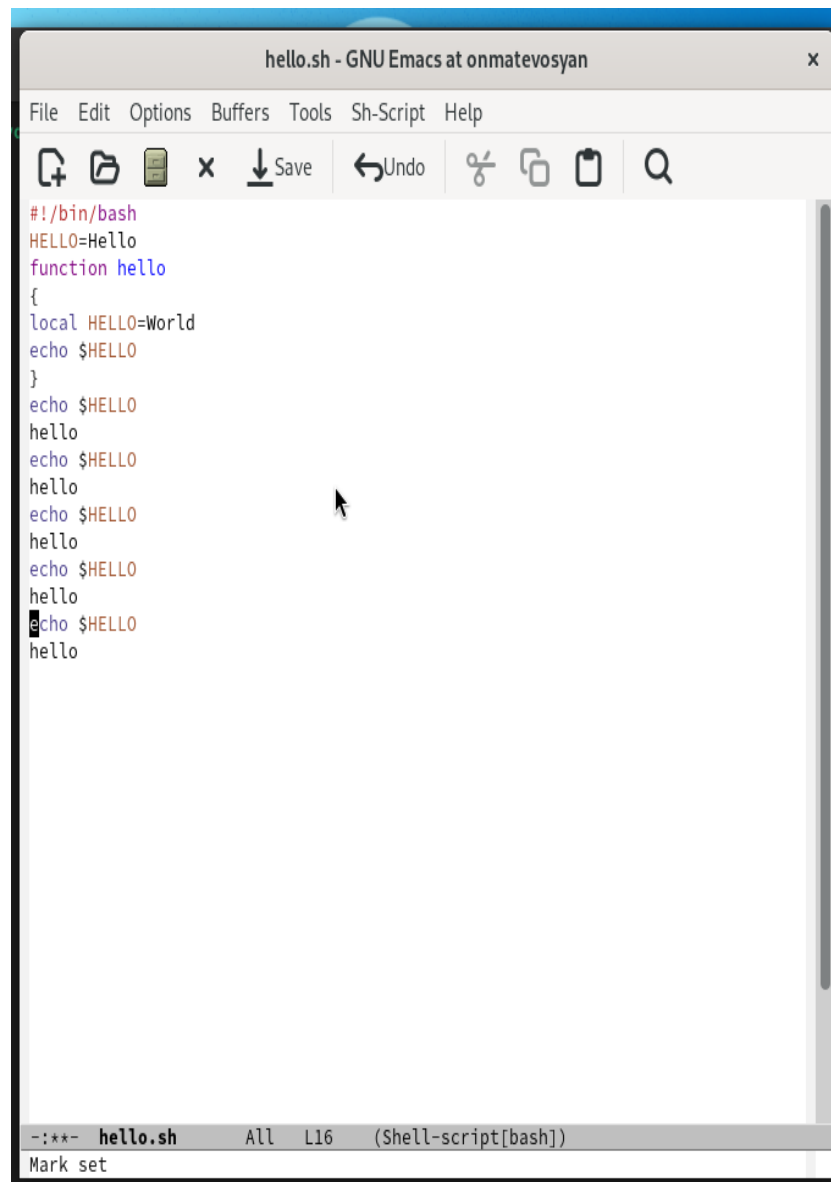 hello.sh - GNU Emacs at onmatevosyan
File Edit Options Buffers Tools Sh-Script Help
Save Undo
#!/bin/bash
HELLO=Hello
function hello
{
local HELLO=World
echo $HELLO
}
echo $HELLO
hello
echo $HELLO
hello
echo $HELLO
hello
echo $HELLO
hello
echo $HELLO
hello
-:**- hello.sh All L16 (Shell-script[bash])
Mark set